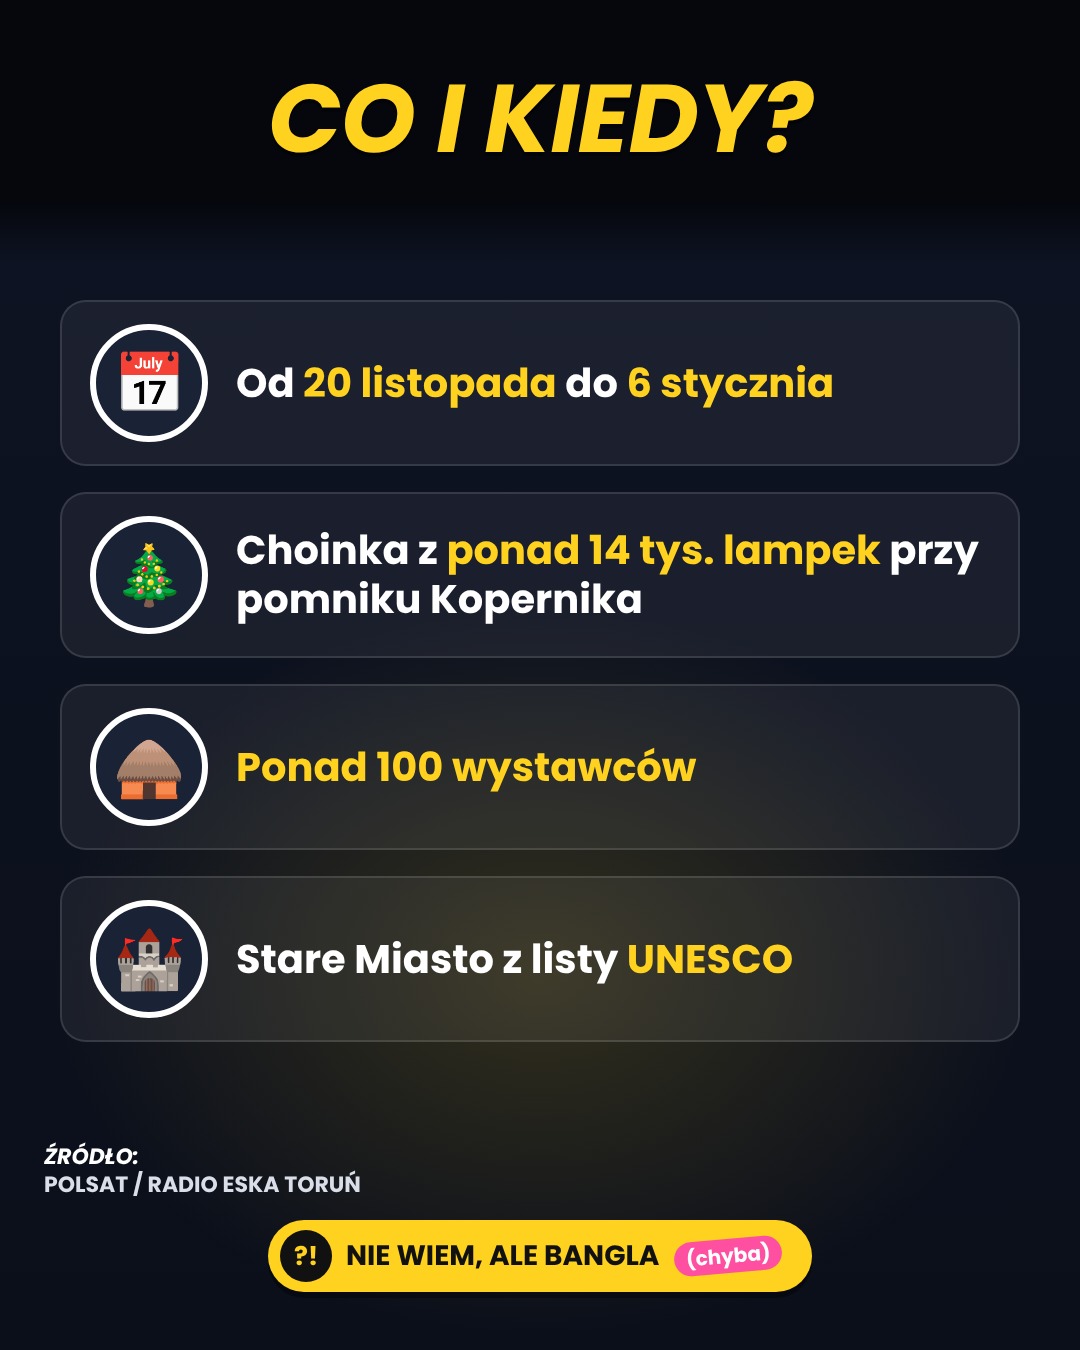 CO I KIEDY?
July
17
Od 20 listopada do 6 stycznia
Choinka z ponad 14 tys. lampek przy
pomniku Kopernika
Ponad 100 wystawców
Stare Miasto z listy UNESCO
ŹRÓDŁO:
POLSAT / RADIO ESKA TORUŃ
?! NIE WIEM, ALE BANGLA (chyba)